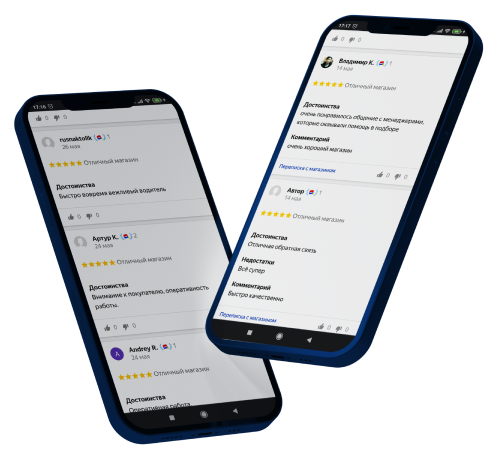 17:16
0 0
rusnaktolik 1
26 мая
Отличный магазин
Достоинства
Быстро вовремя вежливый водитель
0 0
Артур К. 2
24 мая
Отличный магазин
Достоинства
Внимание к покупателю, оперативность
работы.
0 0
A
Andrey R. 1
24 мая
Отличный магазин
Достоинства
Оперативная работа
17:17
0 0
Владимир К. 1
14 мая
Отличный магазин
Достоинства
очень понравилось общение с менеджерами,
которые оказывали помощь в подборе
Комментарий
очень хороший магазин
Переписка с магазином
0 0
Автор 1
14 мая
Отличный магазин
Достоинства
Отличная обратная связь
Недостатки
Всё супер
Комментарий
Быстро качественно
Переписка с магазином
0 0